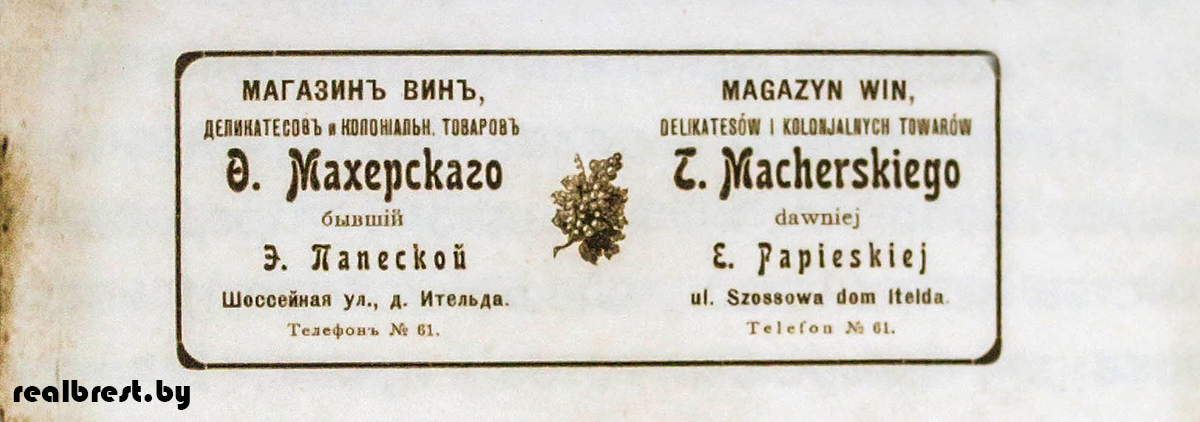 МАГАЗИНЪ ВИНЪ,
ДЕЛИКАТЕСОВЪ и КОЛОНІАЛЬН. ТОВАРОВЪ
Ѳ. Махерскаго
бывшій
Э. Папеской
Шоссейная ул., д. Ительда.
Телефонъ № 61.
MAGAZYN WIN,
DELIKATESÓW I KOLONJALNYCH TOWARÓW
T. Macherskiego
dawniej
E. Papieskiej
ul. Szossowa dom Itelda.
Telefon № 61.
realbrest.by